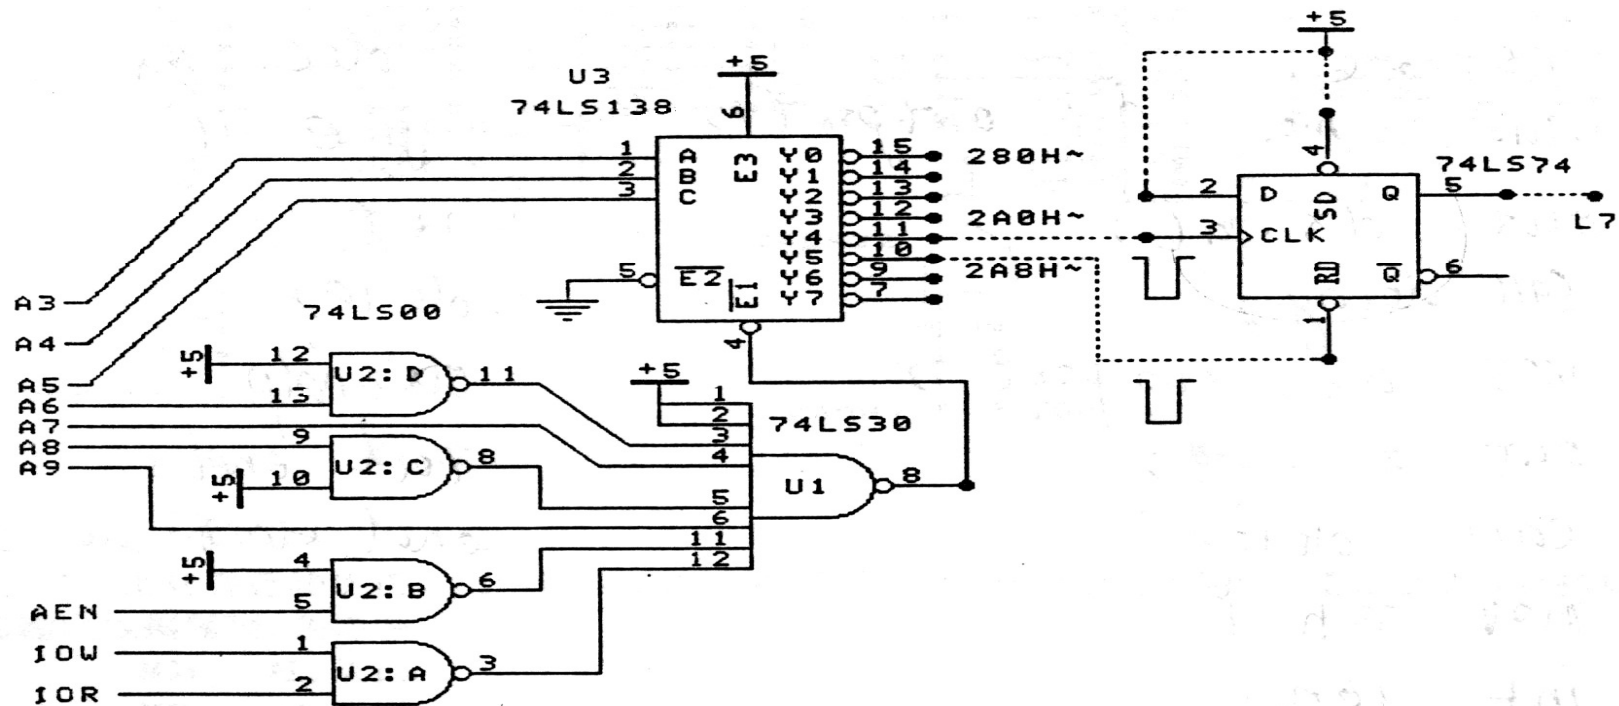 +5
U3
74LS138
+5
6
1 A
2 B
3 C
E3
Y0 15 280H~
Y1 14
Y2 13
Y3 12 2A0H~
Y4 11
Y5 10
Y6 9 2A8H~
Y7 7
5 E2
E1
4
4
74LS74
2 D
SD
Q 5
L7
3 CLK
RD
Q 6
1
A3
A4
A5
A6
A7
A8
A9
74LS00
+5 12
13
U2:D 11
9
+5 10
U2:C 8
+5 4
AEN 5
U2:B 6
IOW 1
IOR 2
U2:A 3
+5
1
2
3
4
5
6
11
12
74LS30
U1 8